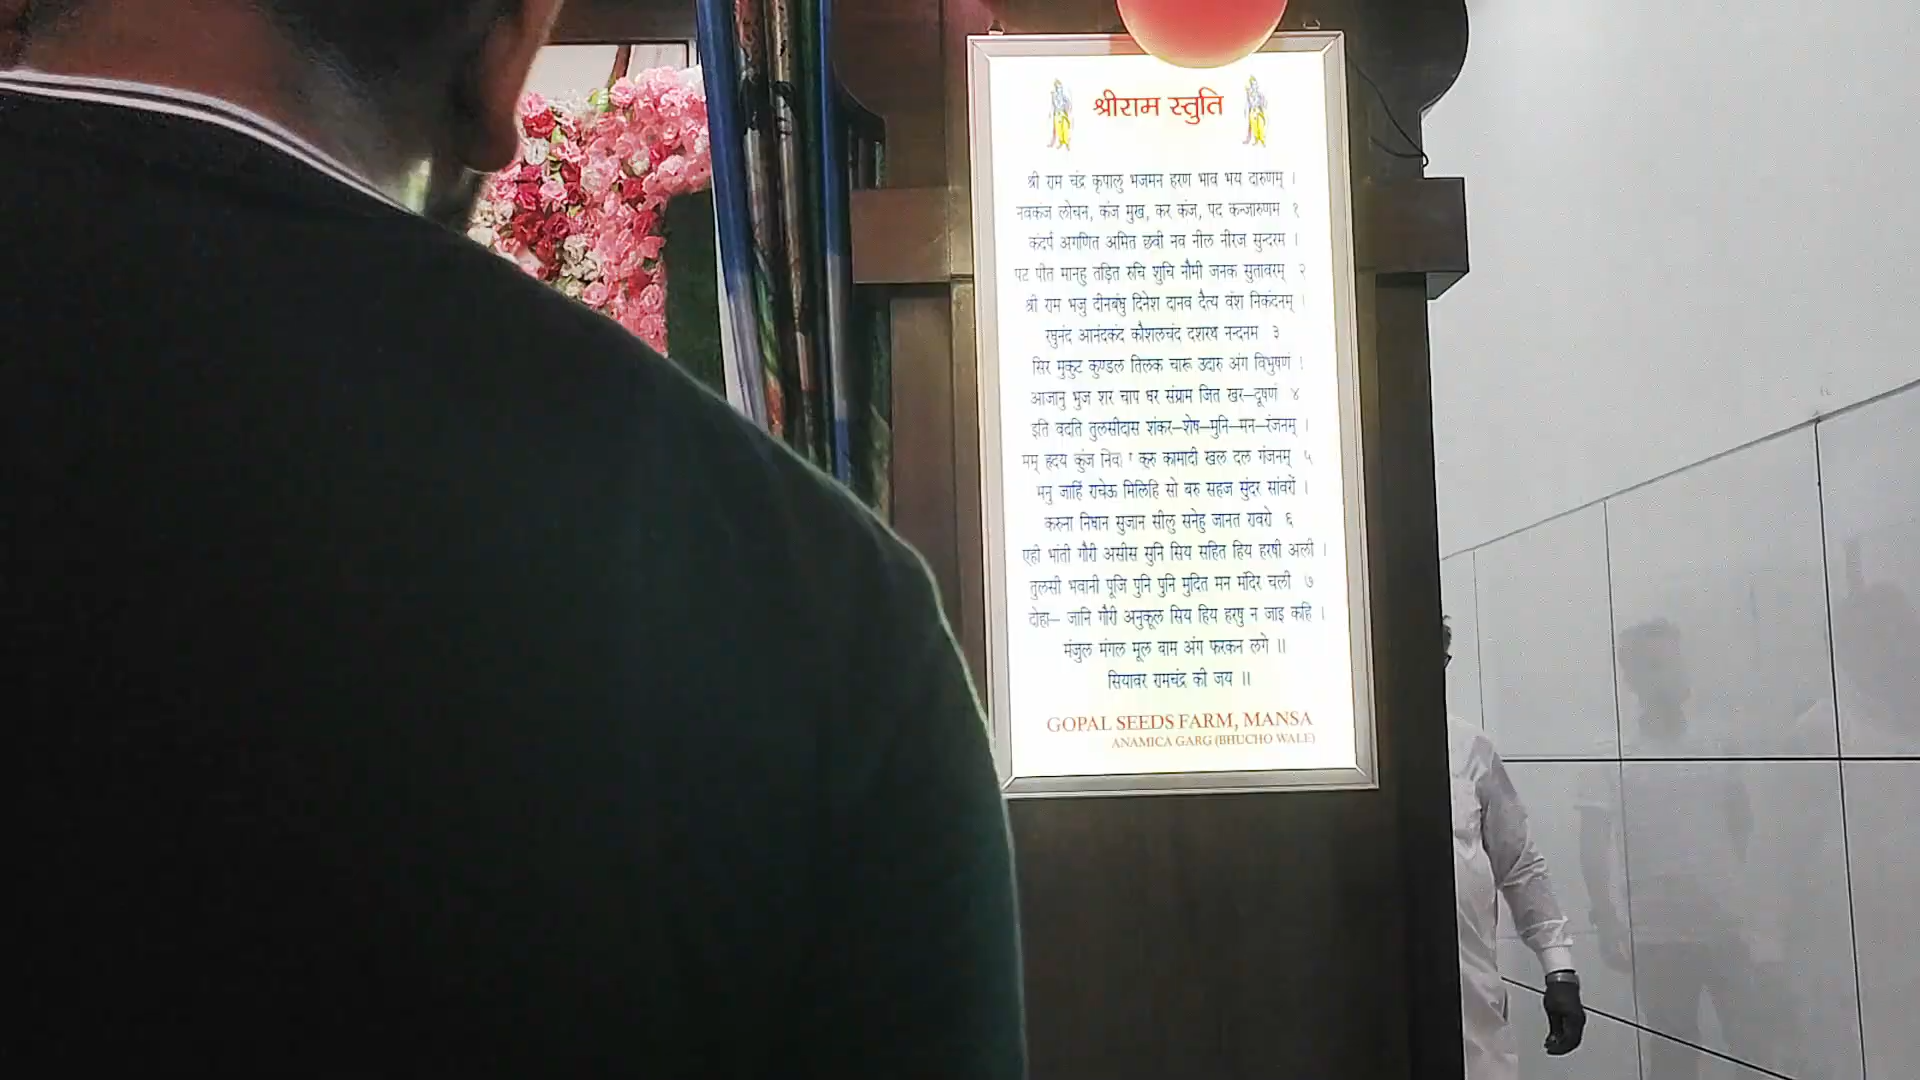 श्रीराम स्तुति
श्री राम चंद्र कृपालु भजमन हरण भाव भय दारुणम् ।
नवकंज लोचन, कंज मुख, कर कंज, पद कन्जारुणम १
कंदर्प अगणित अमित छवी नव नील नीरज सुन्दरम ।
पट पीत मानहु तड़ित रुचि शुचि नौमी जनक सुतावरम् २
श्री राम भजु दीनबंधु दिनेश दानव दैत्य वंश निकंदनम् ।
रघुनंद आनंदकंद कौशलचंद दशरथ नन्दनम ३
सिर मुकुट कुण्डल तिलक चारू उदारु अंग विभुषणं ।
आजानु भुज शर चाप धर संग्राम जित खर–दूषणं ४
इति वदति तुलसीदास शंकर–शेष–मुनि–मन–रंजनम् ।
मम् हृदय कुंज कुरु कामादी खल दल गंजनम् ५
मनु जाहिं राचेऊ मिलिहि सो बरु सहज सुंदर सांवरों ।
करुना निधान सुजान सीलु सनेहु जानत रावरो ६
एही भांती गौरी असीस सुनि सिय सहित हिय हरषी अली ।
तुलसी भवानी पूजि पुनि पुनि मुदित मन मंदिर चली ७
दोहा– जानि गौरी अनुकूल सिय हिय हरषु न जाइ कहि ।
मंजुल मंगल मूल वाम अंग फरकन लगे ॥
सियावर रामचंद्र की जय ॥
GOPAL SEEDS FARM, MANSA
ANAMICA GARG (BHUCHO WALE)